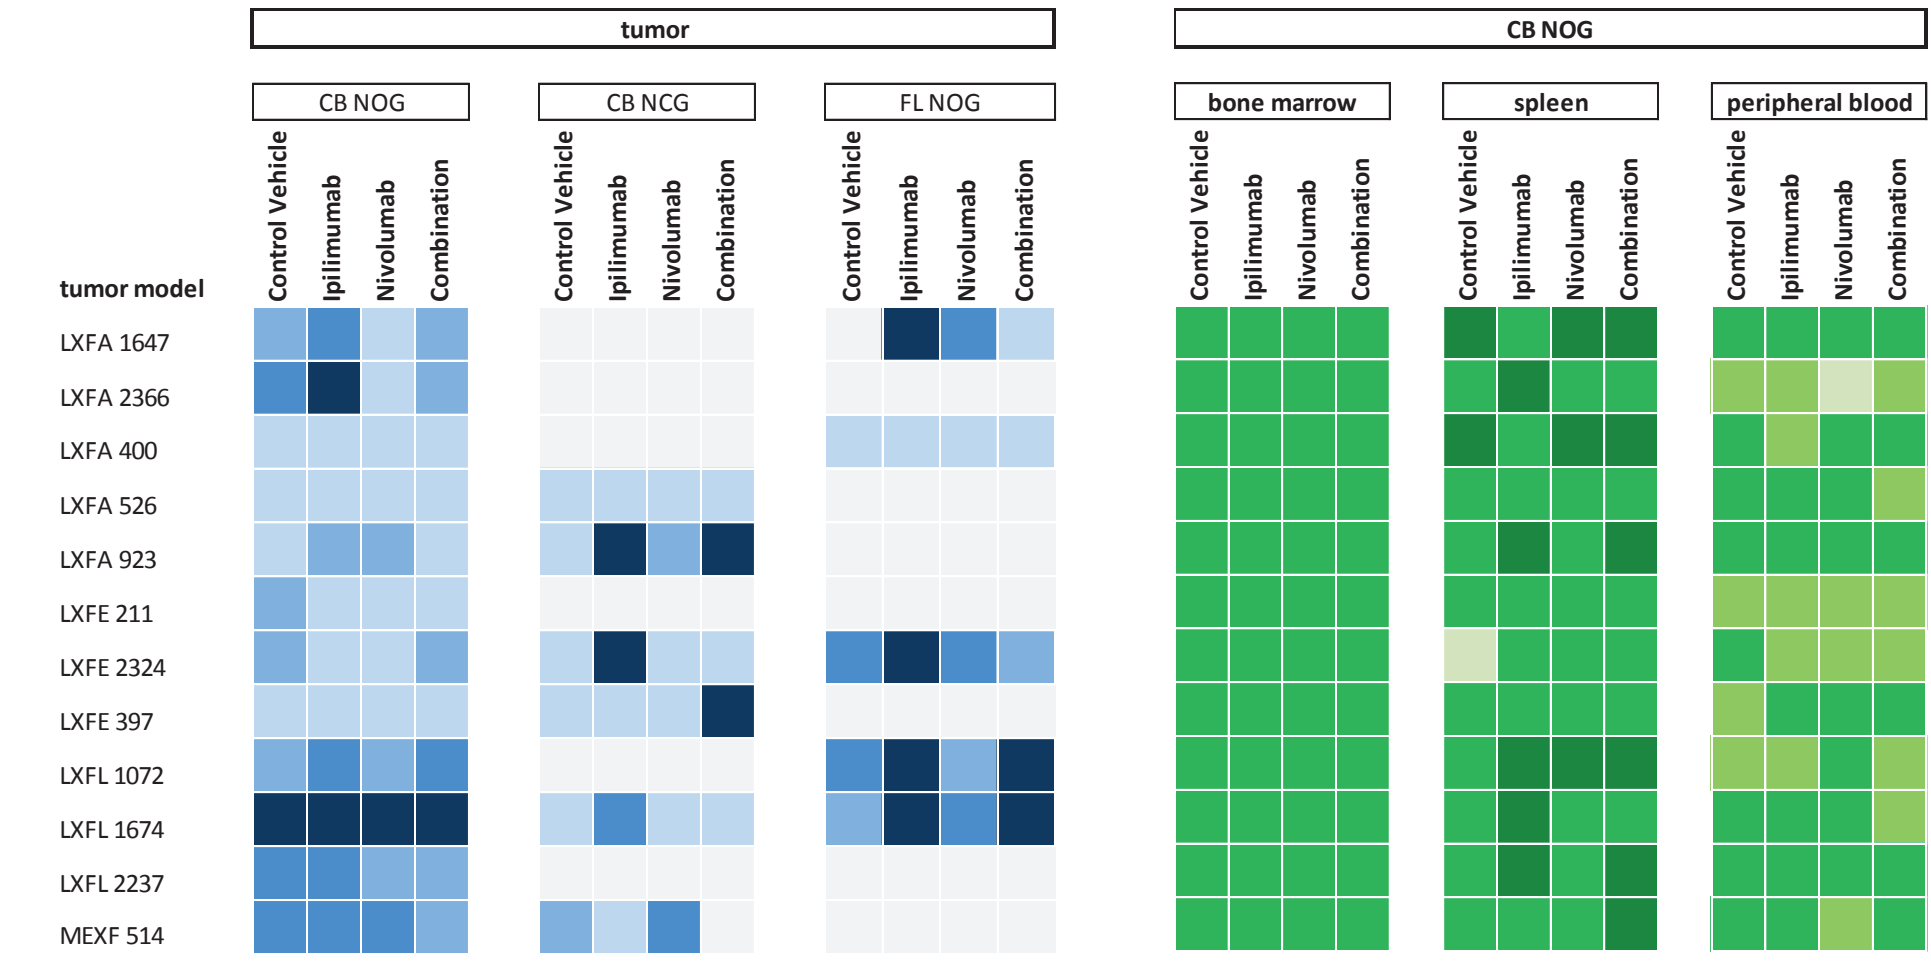 tumor
CB NOG
CB NOG
CB NCG
FL NOG
bone marrow
spleen
peripheral blood
Control Vehicle
Ipilimumab
Nivolumab
Combination
Control Vehicle
Ipilimumab
Nivolumab
Combination
Control Vehicle
Ipilimumab
Nivolumab
Combination
Control Vehicle
Ipilimumab
Nivolumab
Combination
Control Vehicle
Ipilimumab
Nivolumab
Combination
Control Vehicle
Ipilimumab
Nivolumab
Combination
tumor model
LXFA 1647
LXFA 2366
LXFA 400
LXFA 526
LXFA 923
LXFE 211
LXFE 2324
LXFE 397
LXFL 1072
LXFL 1674
LXFL 2237
MEXF 514